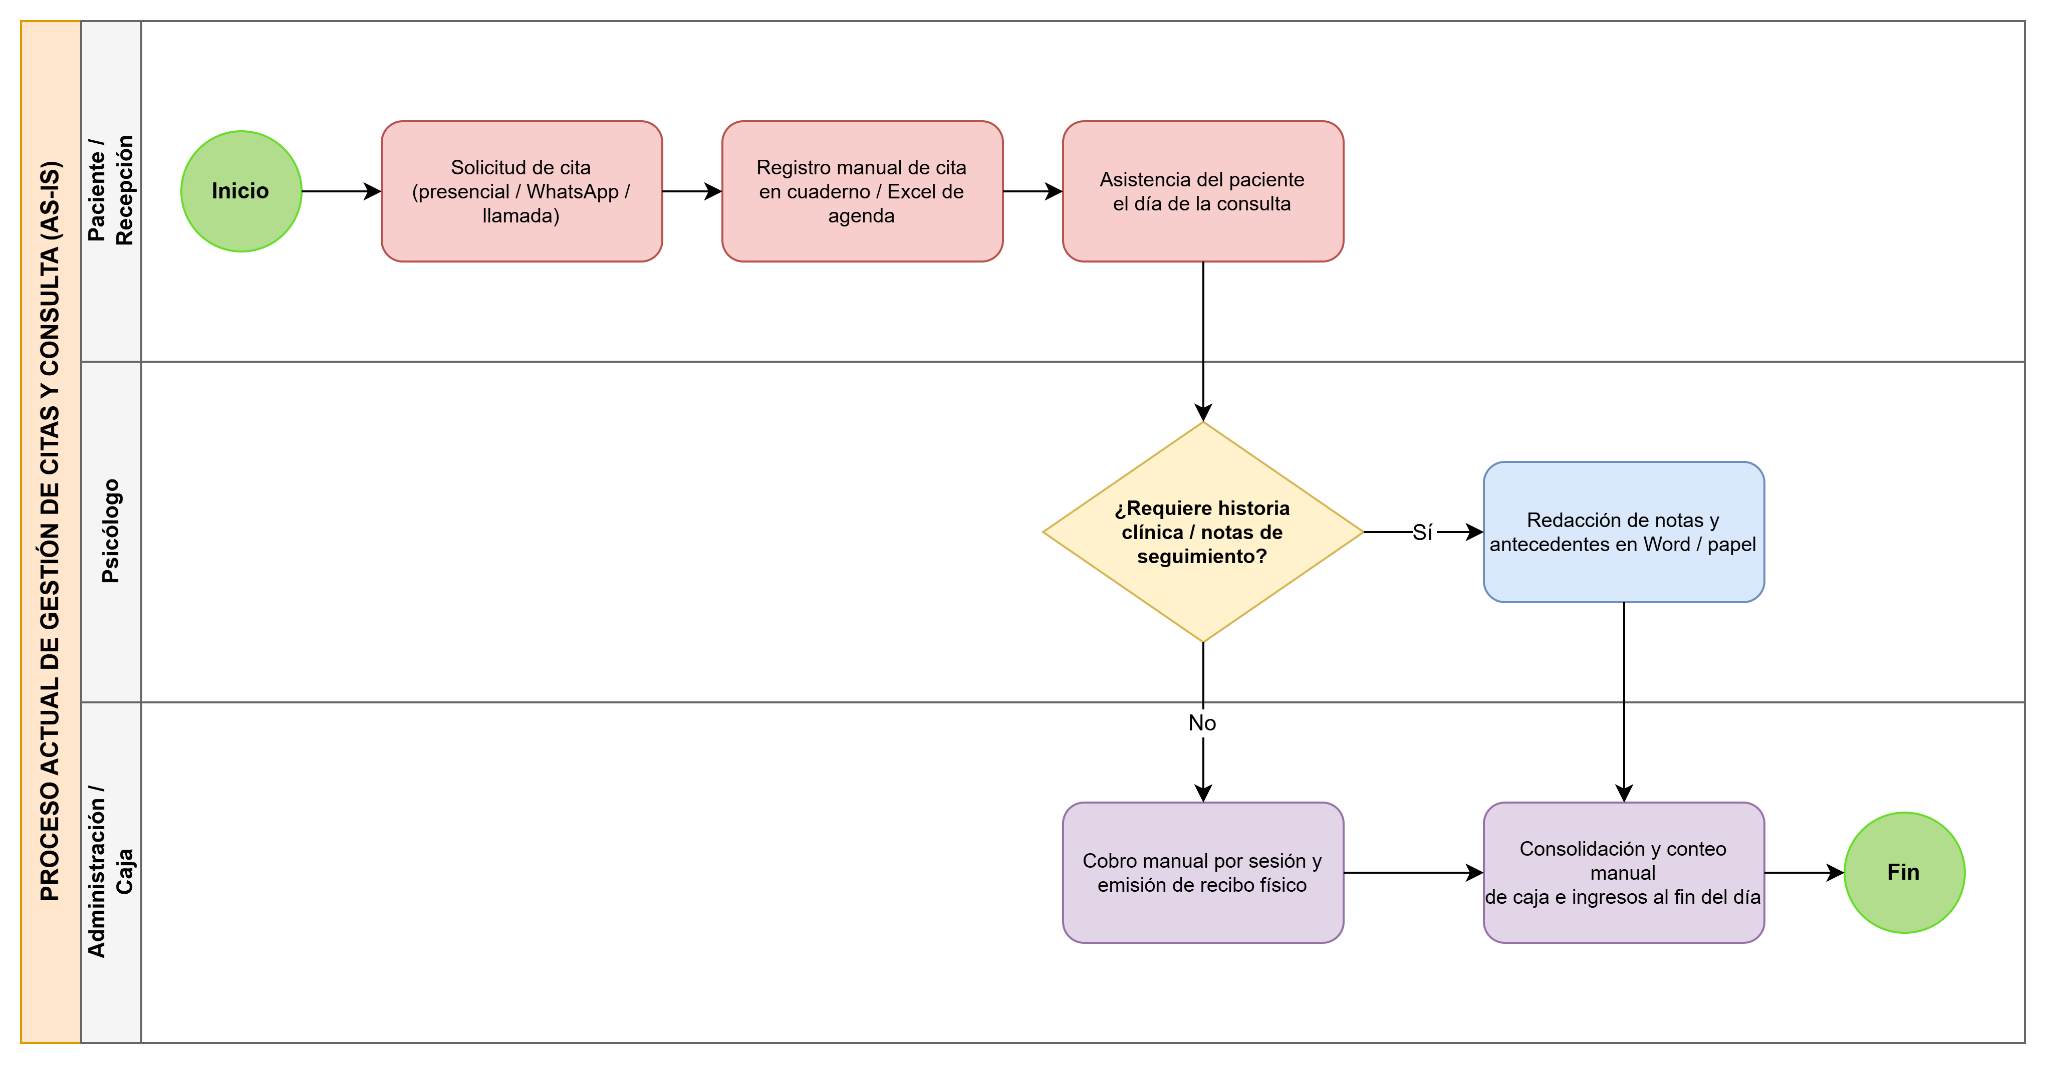 PROCESO ACTUAL DE GESTIÓN DE CITAS Y CONSULTA (AS-IS)
Paciente /
Recepción
Inicio
Solicitud de cita
(presencial / WhatsApp /
llamada)
Registro manual de cita
en cuaderno / Excel de
agenda
Asistencia del paciente
el día de la consulta
Psicólogo
¿Requiere historia
clínica / notas de
seguimiento?
Sí
Redacción de notas y
antecedentes en Word / papel
No
Administración /
Caja
Cobro manual por sesión y
emisión de recibo físico
Consolidación y conteo
manual
de caja e ingresos al fin del día
Fin